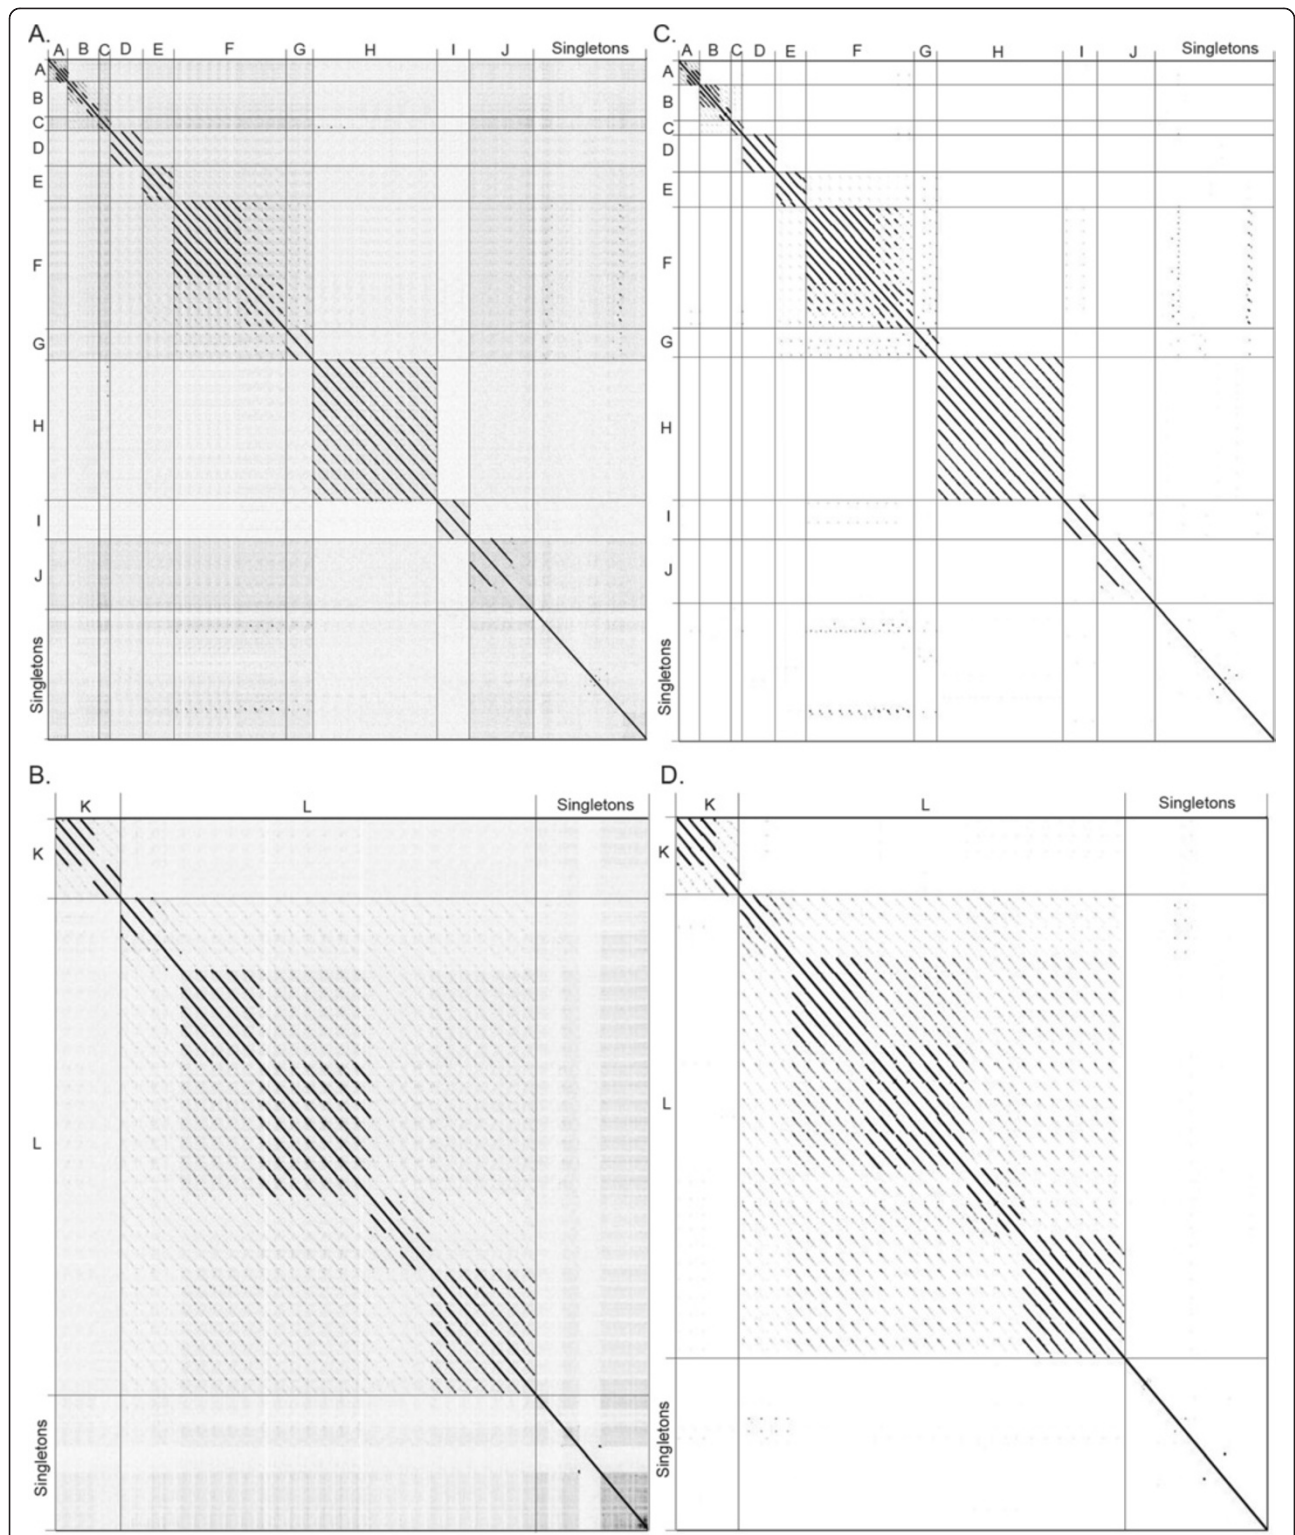 A.
A B C D E F G H I J Singletons
A
B
C
D
E
F
G
H
I
J
Singletons
C.
A B C D E F G H I J Singletons
A
B
C
D
E
F
G
H
I
J
Singletons
B.
K L Singletons
K
L
Singletons
D.
K L Singletons
K
L
Singletons